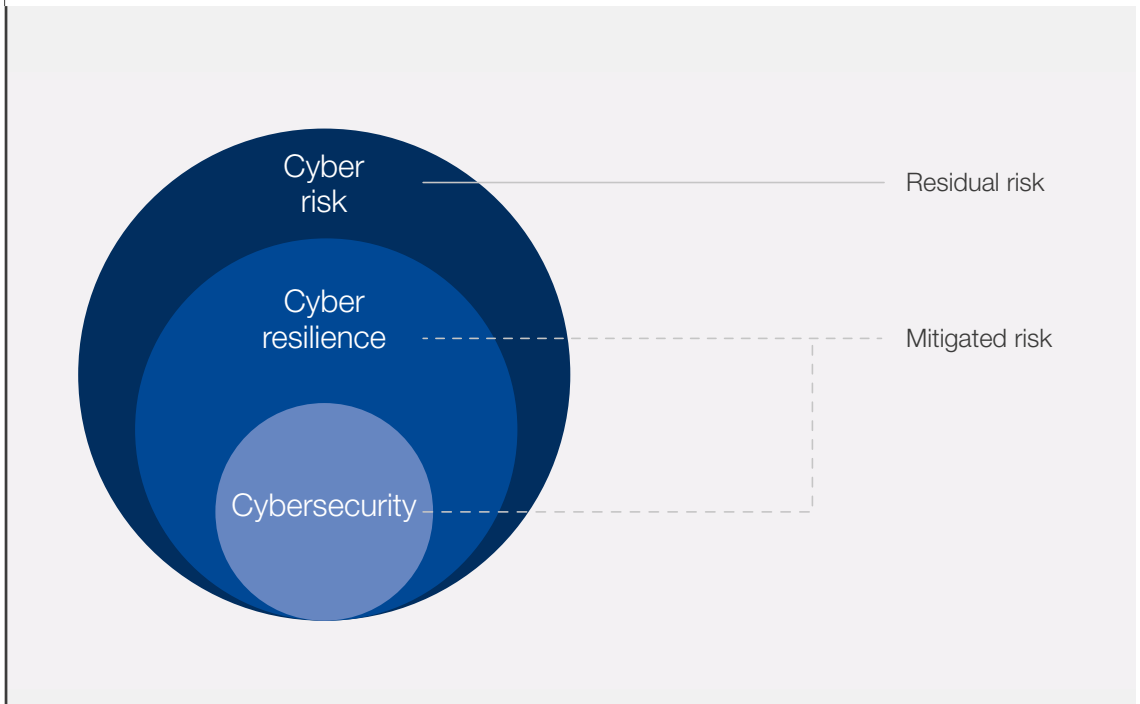 Cyber
risk
Residual risk
Cyber
resilience
Mitigated risk
Cybersecurity